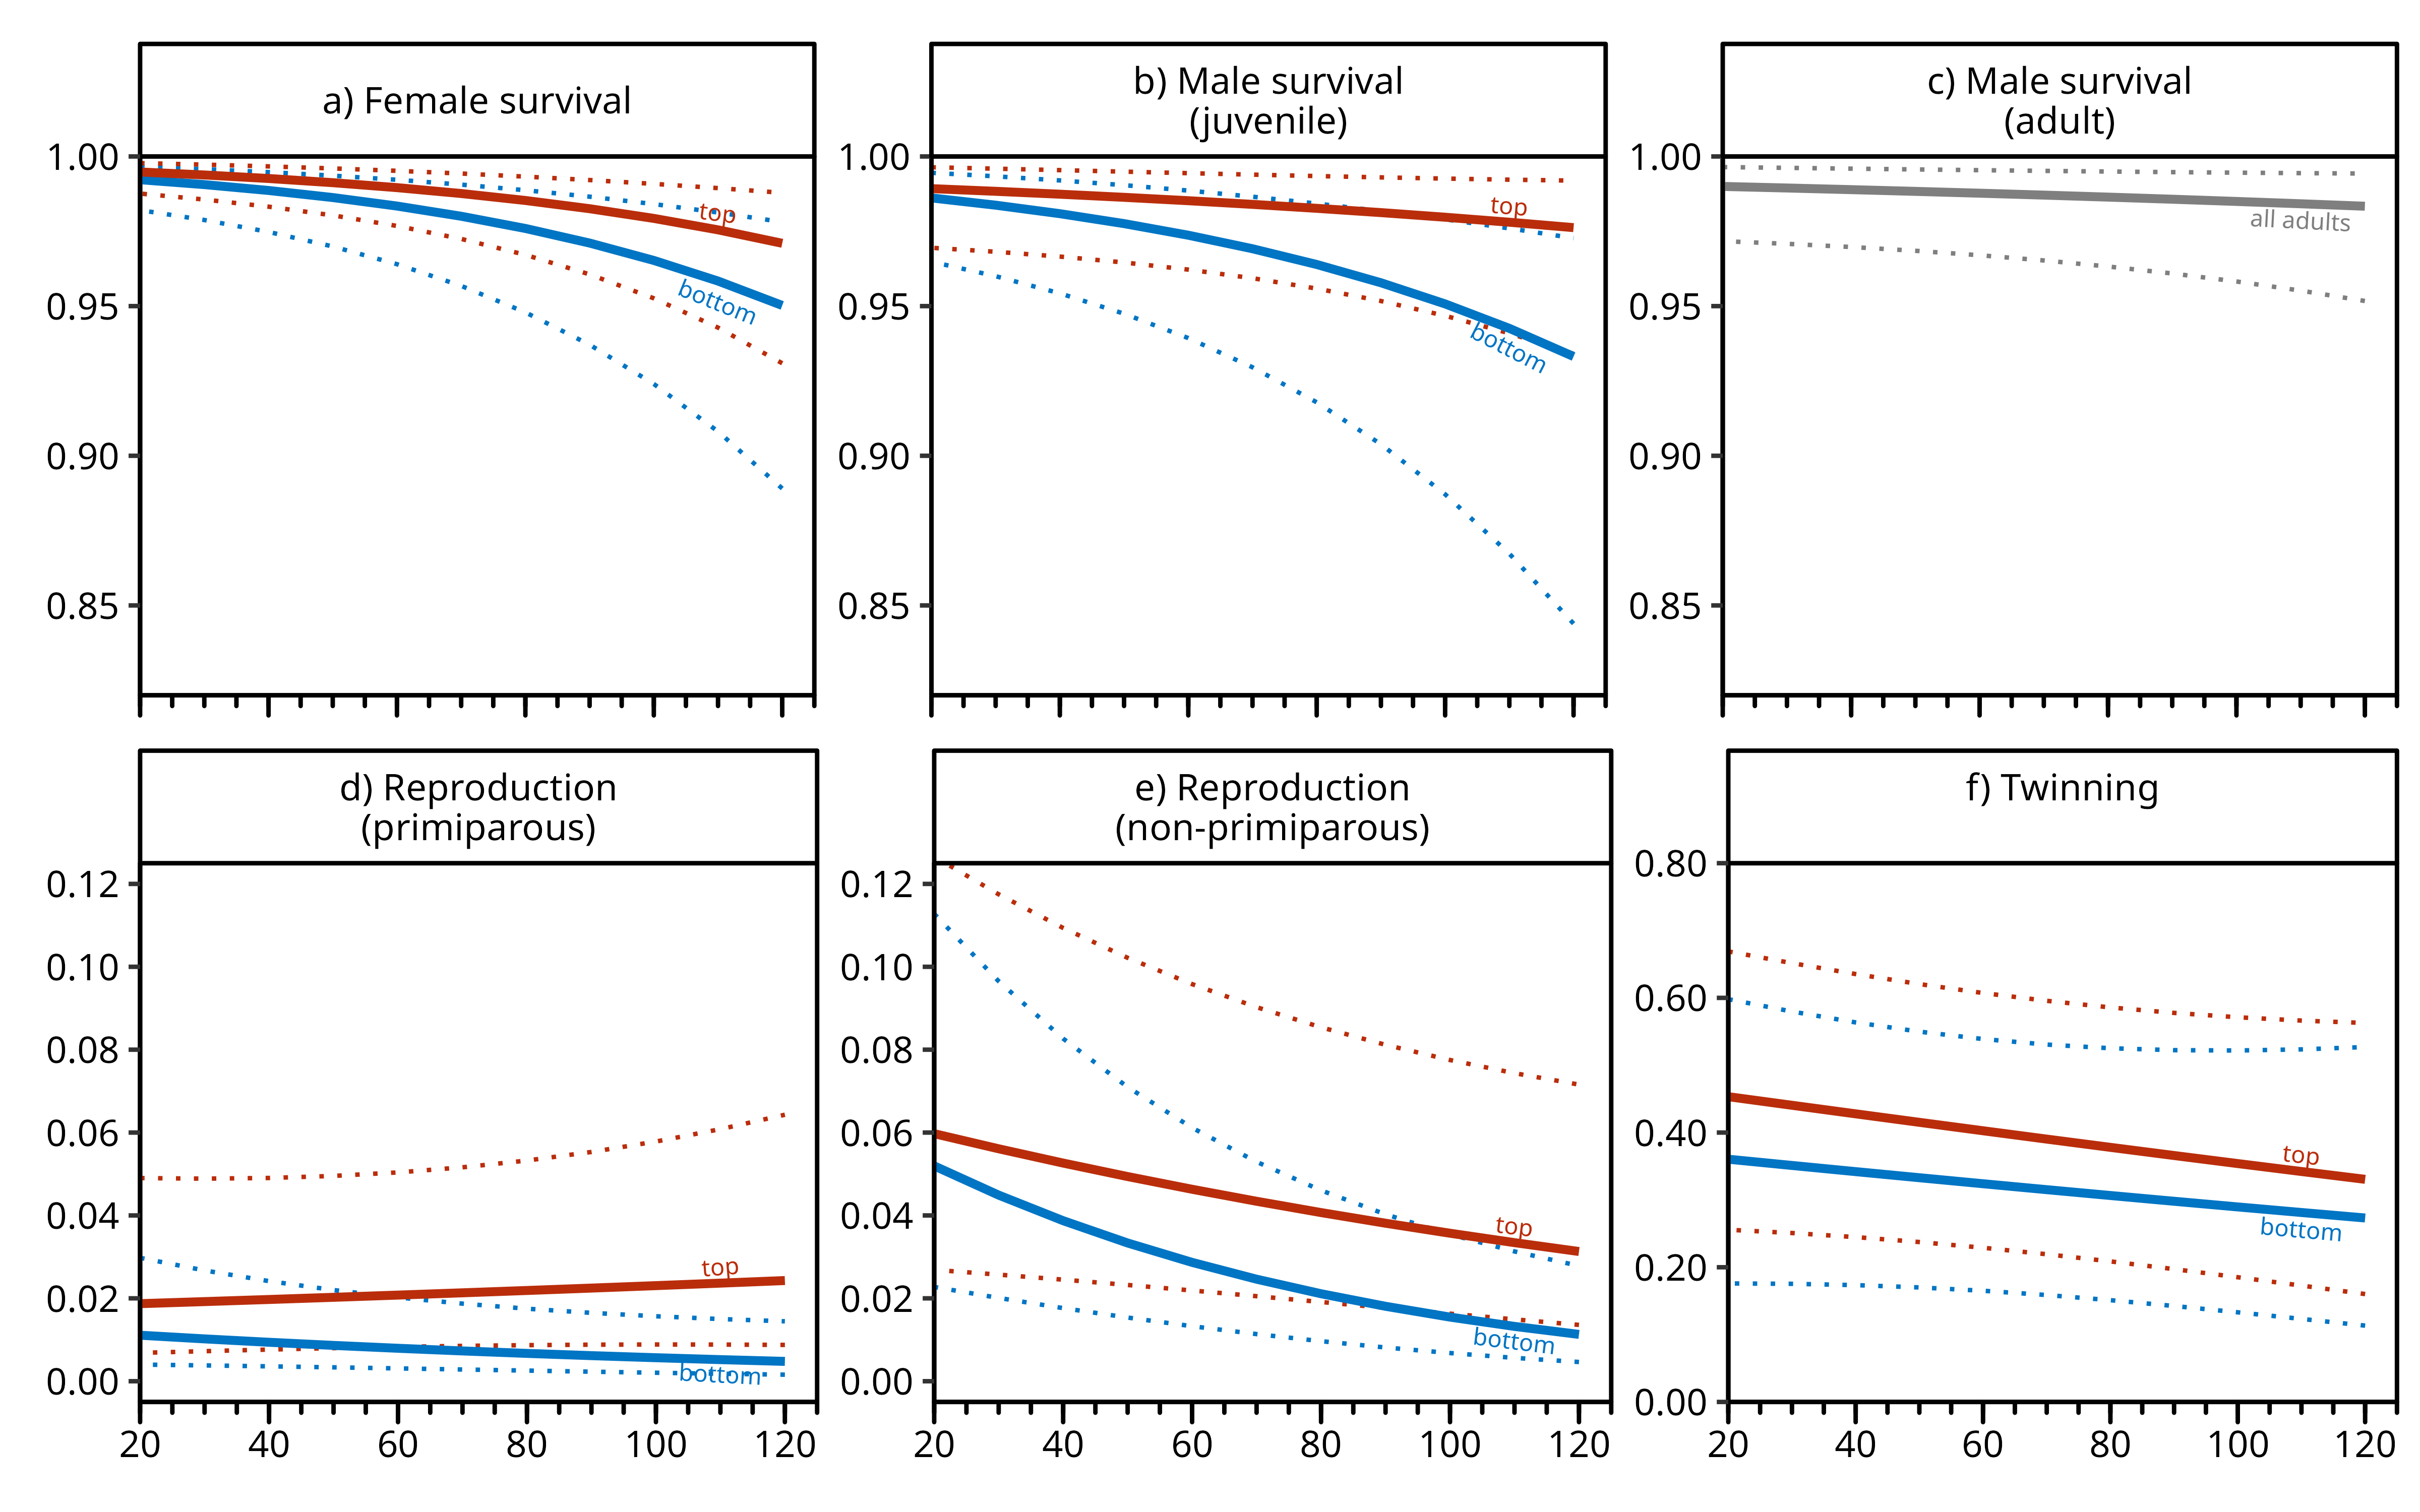 a) Female survival
b) Male survival
(juvenile)
c) Male survival
(adult)
1.00
0.95
0.90
0.85
top
bottom
1.00
0.95
0.90
0.85
top
bottom
1.00
0.95
0.90
0.85
all adults
d) Reproduction
(primiparous)
e) Reproduction
(non-primiparous)
f) Twinning
0.12
0.10
0.08
0.06
0.04
0.02
0.00
top
bottom
20 40 60 80 100 120
0.12
0.10
0.08
0.06
0.04
0.02
0.00
top
bottom
20 40 60 80 100 120
0.80
0.60
0.40
0.20
0.00
top
bottom
20 40 60 80 100 120